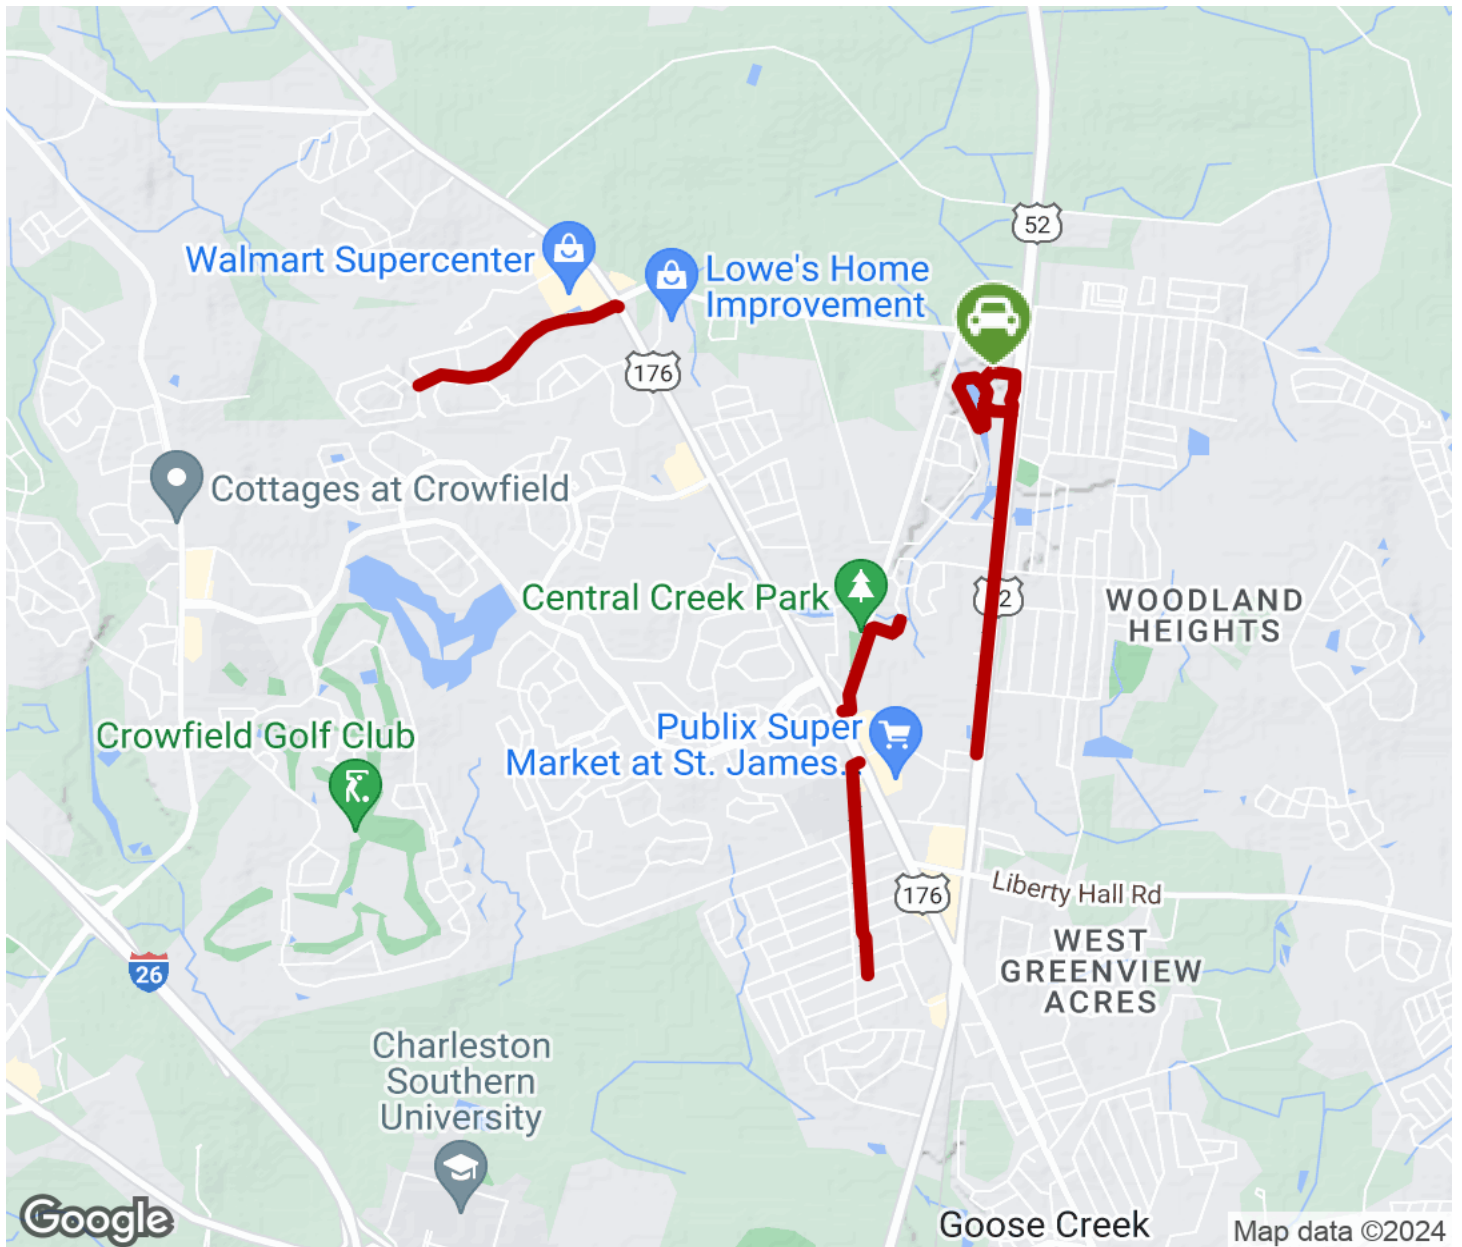 52
Walmart Supercenter
Lowe's Home
Improvement
176
Cottages at Crowfield
Central Creek Park
2
WOODLAND
HEIGHTS
Crowfield Golf Club
Publix Super
Market at St. James...
176
Liberty Hall Rd
WEST
GREENVIEW
ACRES
26
Charleston
Southern
University
Goose Creek
Google
Map data ©2024